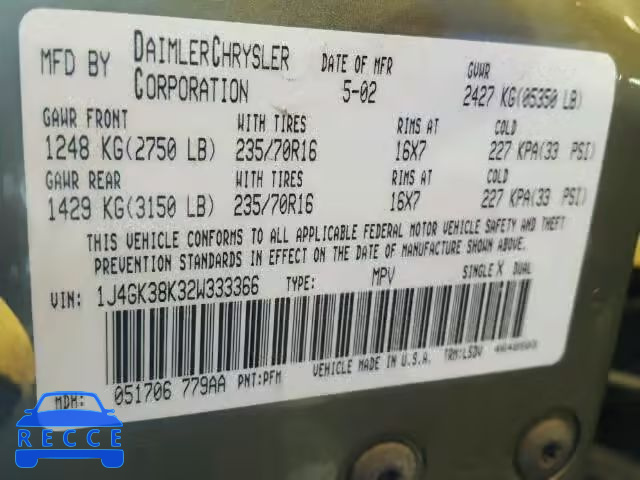 MFD BY DAIMLERCHRYSLER CORPORATION DATE OF MFR 5-02 GVWR 2427 KG(05350 LB)
GAWR FRONT WITH TIRES RIMS AT COLD
1248 KG(2750 LB) 235/70R16 16X7 227 KPA(33 PSI)
GAWR REAR WITH TIRES RIMS AT COLD
1429 KG(3150 LB) 235/70R16 16X7 227 KPA(33 PSI)
THIS VEHICLE CONFORMS TO ALL APPLICABLE FEDERAL MOTOR VEHICLE SAFETY AND THEFT
PREVENTION STANDARDS IN EFFECT ON THE DATE OF MANUFACTURE SHOWN ABOVE.
VIN: 1J4GK38K32W333366 TYPE: MPV SINGLE X DUAL
VEHICLE MADE IN U.S.A. TRM:LSDV
MDH: 051706 779AA PNT:PFM
RECCE